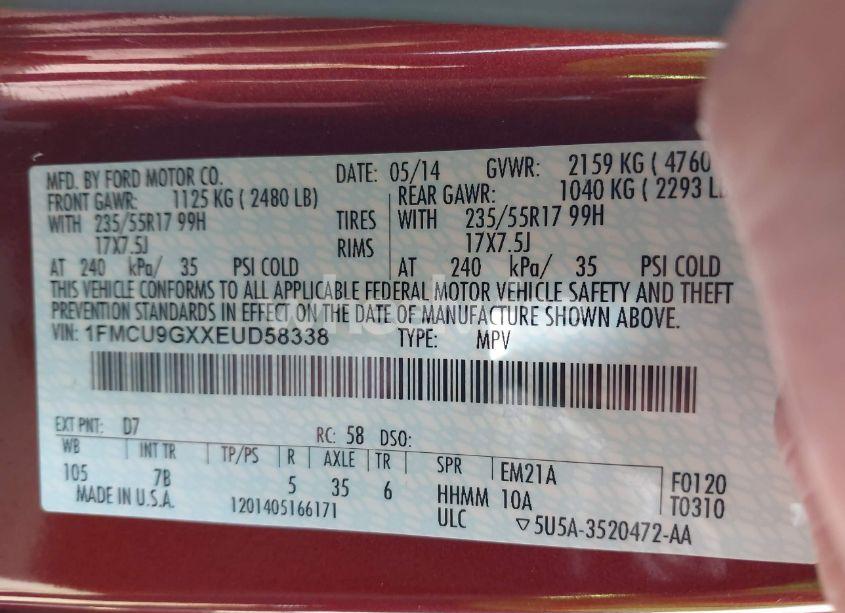 MFD. BY FORD MOTOR CO. DATE: 05/14 GVWR: 2159 KG ( 4760
FRONT GAWR: 1125 KG ( 2480 LB) REAR GAWR: 1040 KG ( 2293 L
WITH 235/55R17 99H TIRES WITH 235/55R17 99H
17X7.5J RIMS 17X7.5J
AT 240 kPa/ 35 PSI COLD AT 240 kPa/ 35 PSI COLD
THIS VEHICLE CONFORMS TO ALL APPLICABLE FEDERAL MOTOR VEHICLE SAFETY AND THEFT
PREVENTION STANDARDS IN EFFECT ON THE DATE OF MANUFACTURE SHOWN ABOVE.
VIN: 1FMCU9GXXEUD58338 TYPE: MPV
EXT PNT: D7 RC: 58 DSO:
WB INT TR TP/PS R AXLE TR SPR EM21A F0120
105 7B 5 35 6 HHMM 10A T0310
MADE IN U.S.A. 1201405166171 ULC ▽5U5A-3520472-AA